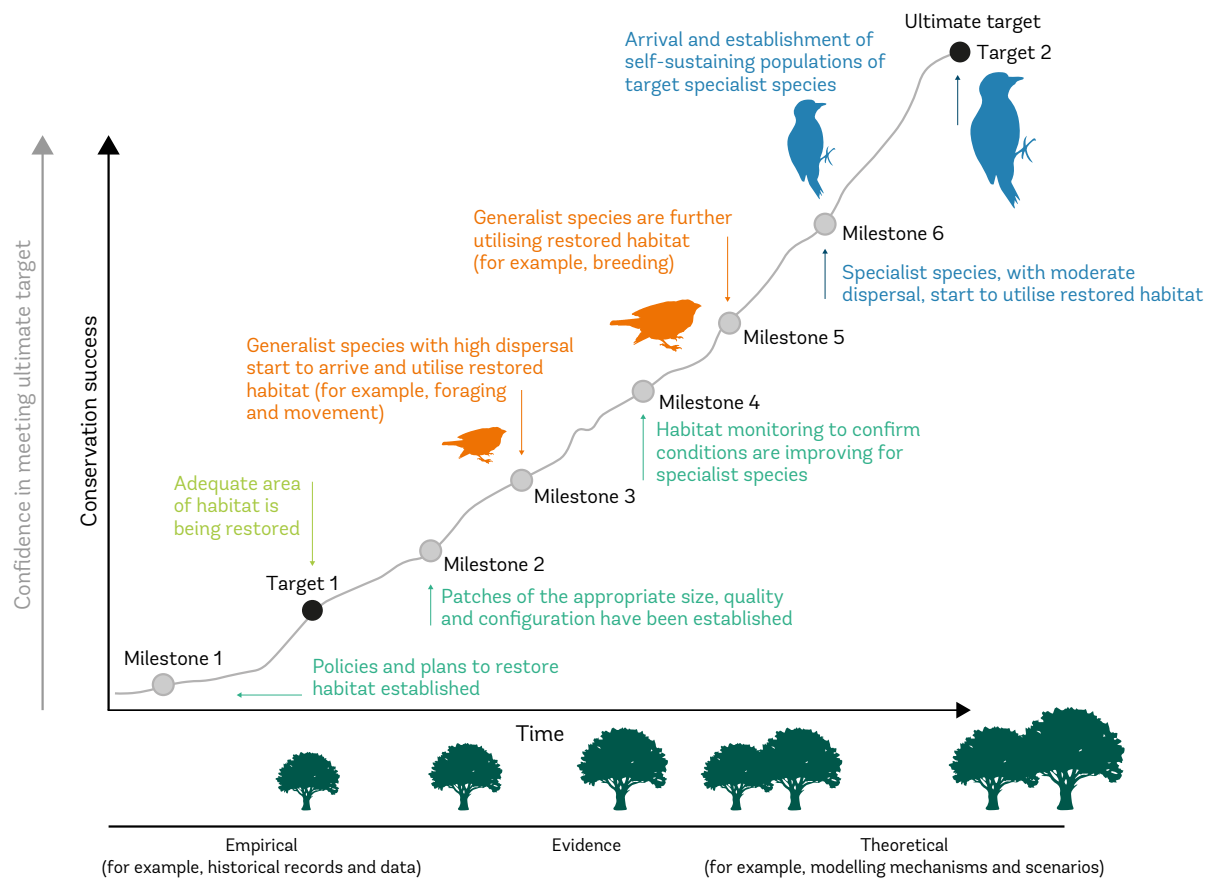 Ultimate target
Target 2
Arrival and establishment of
self-sustaining populations of
target specialist species
Generalist species are further
utilising restored habitat
(for example, breeding)
Milestone 6
Specialist species, with moderate
dispersal, start to utilise restored habitat
Milestone 5
Generalist species with high dispersal
start to arrive and utilise restored
habitat (for example, foraging
and movement)
Milestone 4
Habitat monitoring to confirm
conditions are improving for
specialist species
Milestone 3
Adequate area
of habitat is
being restored
Target 1
Milestone 2
Patches of the appropriate size, quality
and configuration have been established
Milestone 1
Policies and plans to restore
habitat established
Confidence in meeting ultimate target
Conservation success
Time
Empirical
(for example, historical records and data)
Evidence
Theoretical
(for example, modelling mechanisms and scenarios)